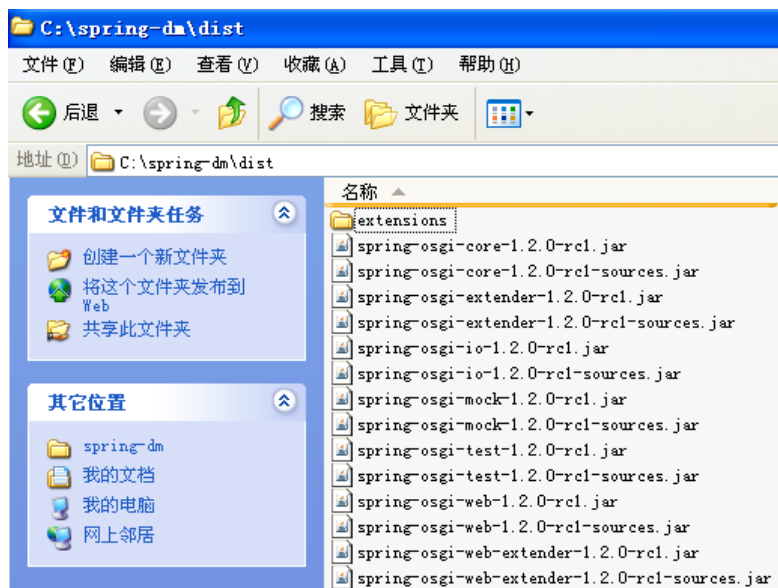 C:\spring-dm\dist
文件(F) 编辑(E) 查看(V) 收藏(A) 工具(T) 帮助(H)
后退 搜索 文件夹
地址(D) C:\spring-dm\dist
名称
文件和文件夹任务
创建一个新文件夹
将这个文件夹发布到
Web
共享此文件夹
其它位置
spring-dm
我的文档
我的电脑
网上邻居
extensions
spring-osgi-core-1.2.0-rc1.jar
spring-osgi-core-1.2.0-rc1-sources.jar
spring-osgi-extender-1.2.0-rc1.jar
spring-osgi-extender-1.2.0-rc1-sources.jar
spring-osgi-io-1.2.0-rc1.jar
spring-osgi-io-1.2.0-rc1-sources.jar
spring-osgi-mock-1.2.0-rc1.jar
spring-osgi-mock-1.2.0-rc1-sources.jar
spring-osgi-test-1.2.0-rc1.jar
spring-osgi-test-1.2.0-rc1-sources.jar
spring-osgi-web-1.2.0-rc1.jar
spring-osgi-web-1.2.0-rc1-sources.jar
spring-osgi-web-extender-1.2.0-rc1.jar
spring-osgi-web-extender-1.2.0-rc1-sources.jar